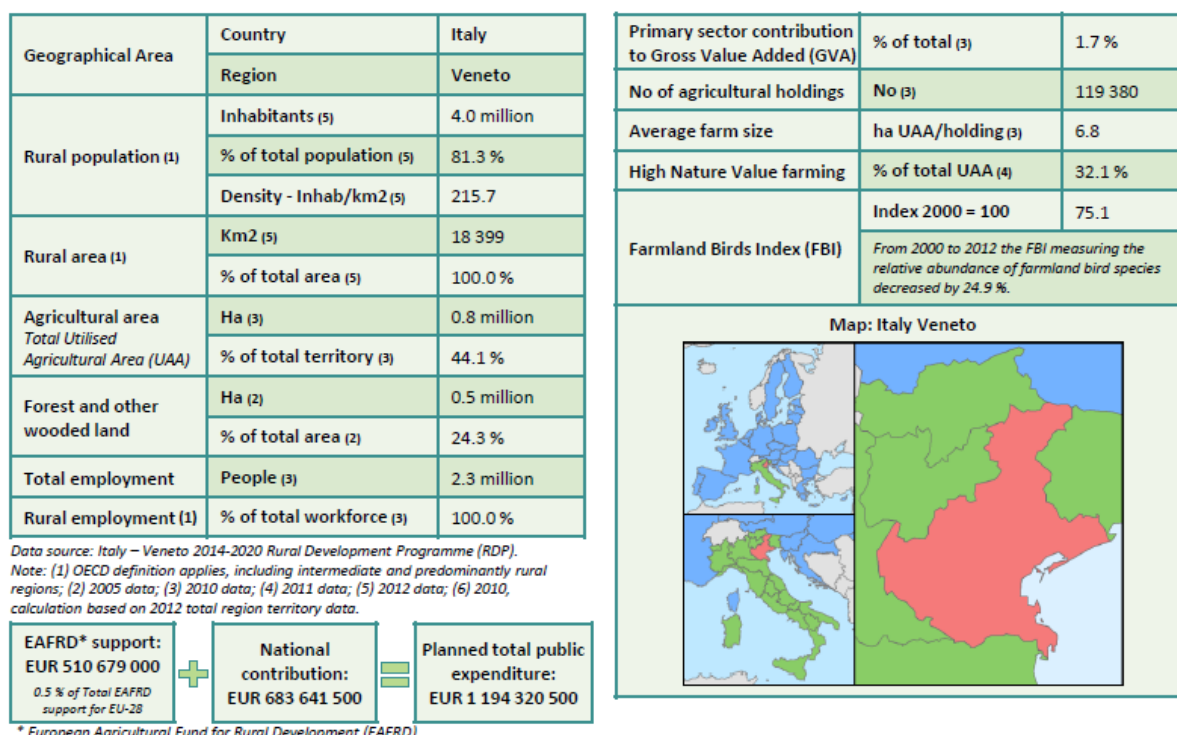 Geographical Area
Country
Italy
Region
Veneto
Rural population (1)
Inhabitants (5)
4.0 million
% of total population (5)
81.3 %
Density - Inhab/km2 (5)
215.7
Rural area (1)
Km2 (5)
18 399
% of total area (5)
100.0 %
Agricultural area
Total Utilised
Agricultural Area (UAA)
Ha (3)
0.8 million
% of total territory (3)
44.1 %
Forest and other
wooded land
Ha (2)
0.5 million
% of total area (2)
24.3 %
Total employment
People (3)
2.3 million
Rural employment (1)
% of total workforce (3)
100.0 %
Data source: Italy – Veneto 2014-2020 Rural Development Programme (RDP).
Note: (1) OECD definition applies, including intermediate and predominantly rural
regions; (2) 2005 data; (3) 2010 data; (4) 2011 data; (5) 2012 data; (6) 2010,
calculation based on 2012 total region territory data.
EAFRD* support:
EUR 510 679 000
0.5 % of Total EAFRD
support for EU-28
+
National
contribution:
EUR 683 641 500
=
Planned total public
expenditure:
EUR 1 194 320 500
* European Agricultural Fund for Rural Development (EAFRD)
Primary sector contribution
to Gross Value Added (GVA)
% of total (3)
1.7 %
No of agricultural holdings
No (3)
119 380
Average farm size
ha UAA/holding (3)
6.8
High Nature Value farming
% of total UAA (4)
32.1 %
Farmland Birds Index (FBI)
Index 2000 = 100
75.1
From 2000 to 2012 the FBI measuring the
relative abundance of farmland bird species
decreased by 24.9 %.
Map: Italy Veneto